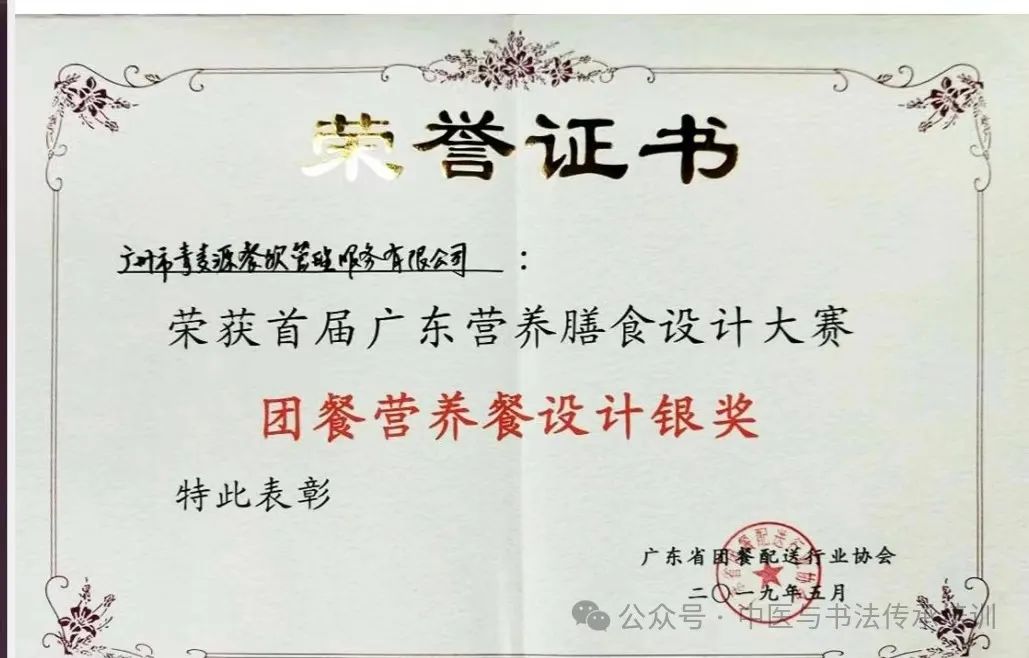 荣誉证书
广州市青麦源餐饮管理服务有限公司：
荣获首届广东营养膳食设计大赛
团餐营养餐设计银奖
特此表彰
广东省团餐配送行业协会
二〇一九年五月
公众号·中医与书法传承培训